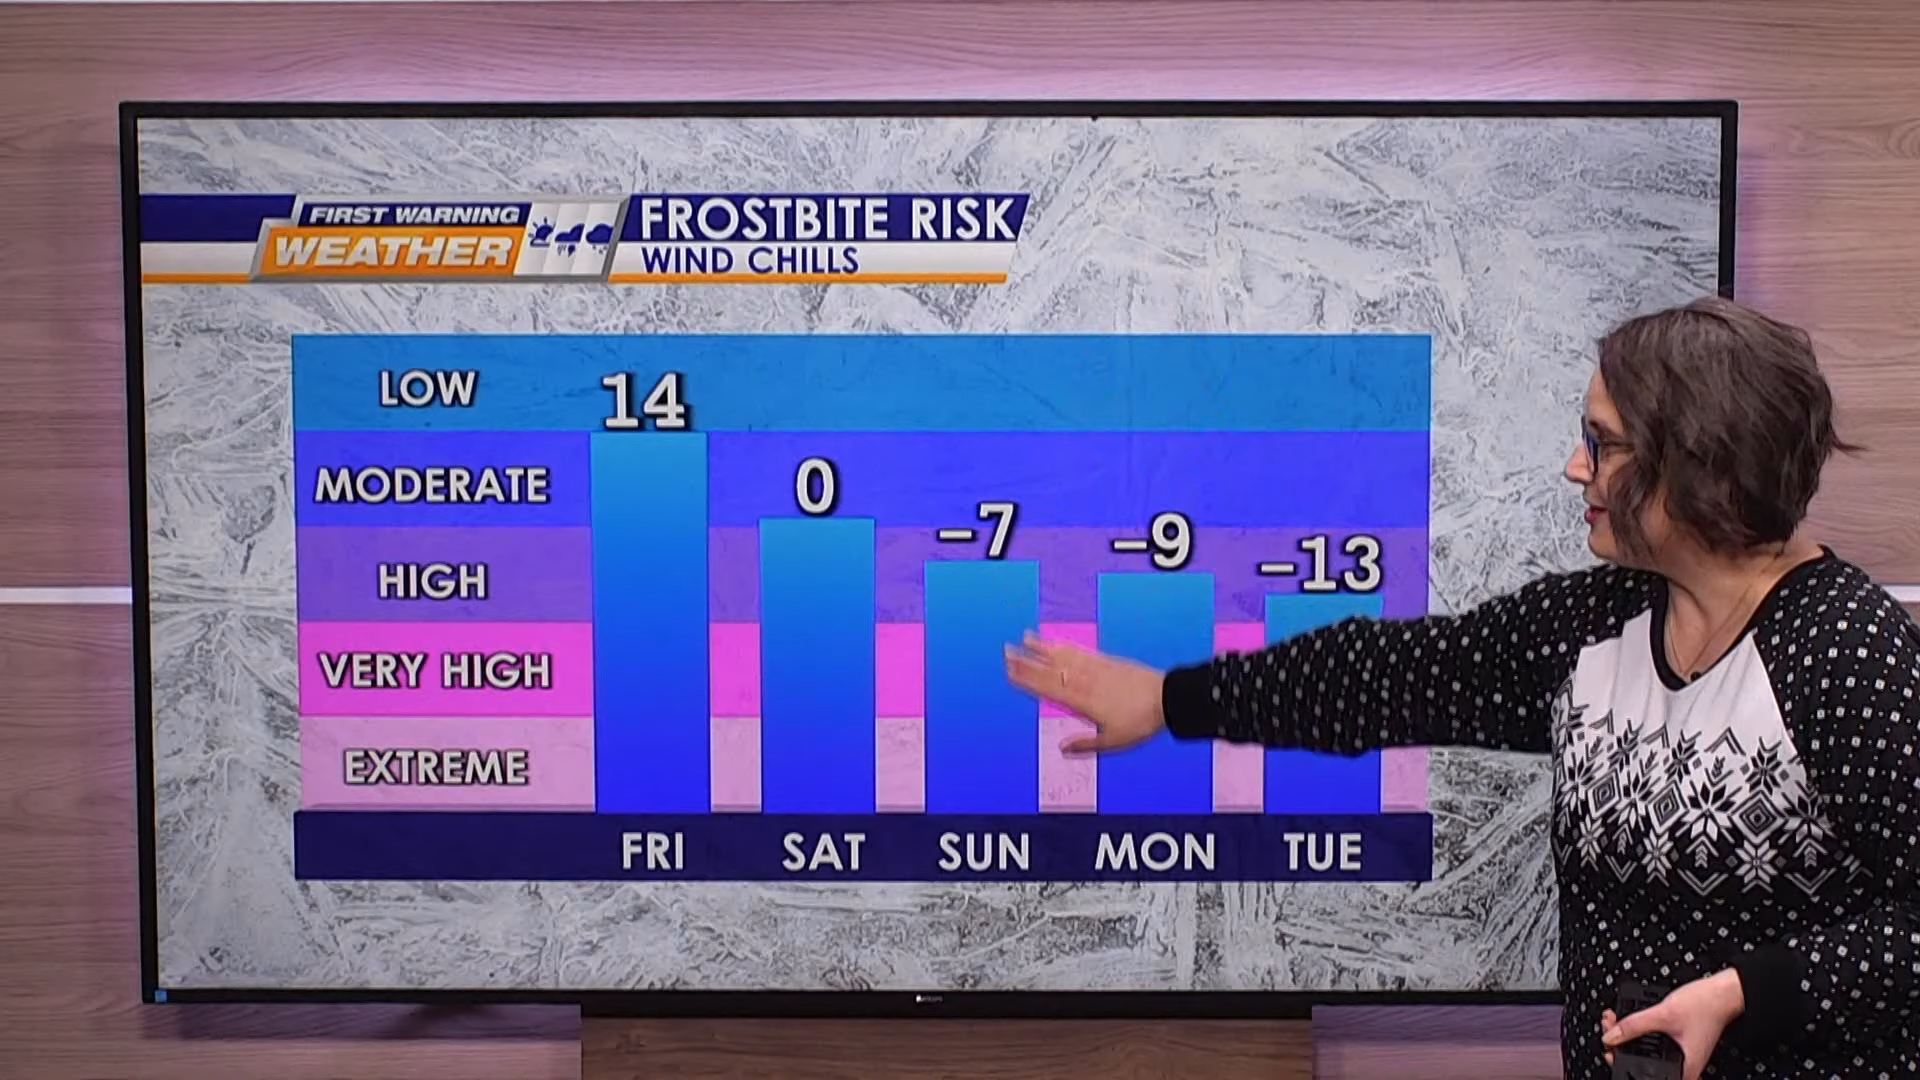 FIRST WARNING
WEATHER
FROSTBITE RISK
WIND CHILLS
LOW
14
MODERATE
0
HIGH
-7
-9
-13
VERY HIGH
EXTREME
FRI SAT SUN MON TUE